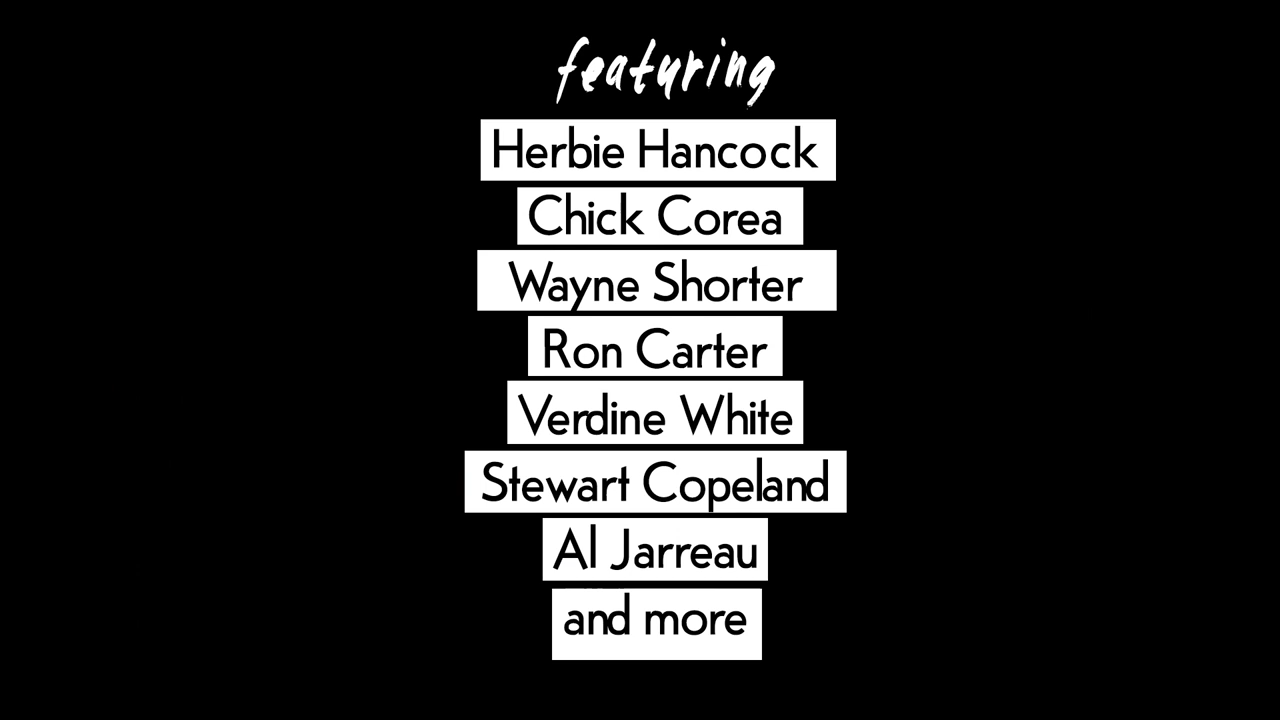 featuring
Herbie Hancock
Chick Corea
Wayne Shorter
Ron Carter
Verdine White
Stewart Copeland
Al Jarreau
and more